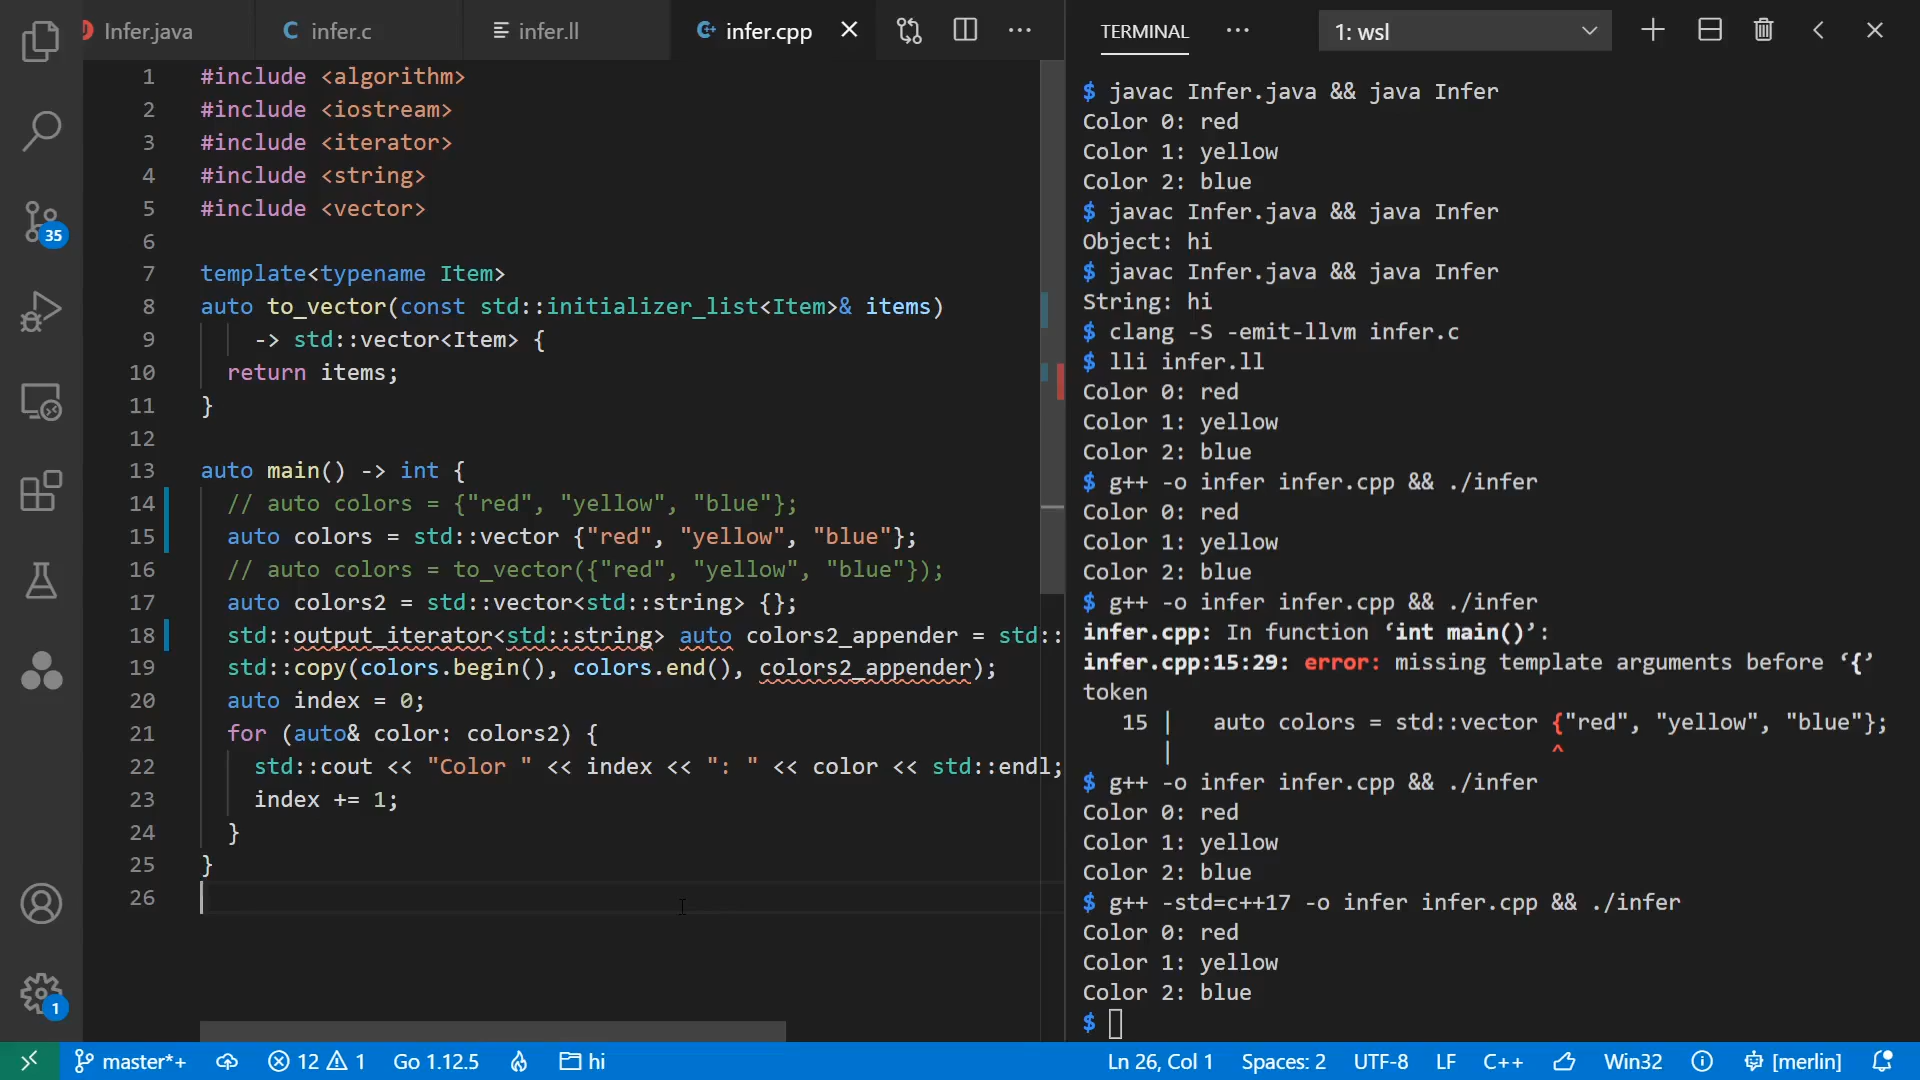 Infer.java
infer.c
infer.ll
infer.cpp
1 #include <algorithm>
2 #include <iostream>
3 #include <iterator>
4 #include <string>
5 #include <vector>
6
7 template<typename Item>
8 auto to_vector(const std::initializer_list<Item>& items)
9 -> std::vector<Item> {
10 return items;
11 }
12
13 auto main() -> int {
14 // auto colors = {"red", "yellow", "blue"};
15 auto colors = std::vector {"red", "yellow", "blue"};
16 // auto colors = to_vector({"red", "yellow", "blue"});
17 auto colors2 = std::vector<std::string> {};
18 std::output_iterator<std::string> auto colors2_appender = std::
19 std::copy(colors.begin(), colors.end(), colors2_appender);
20 auto index = 0;
21 for (auto& color: colors2) {
22 std::cout << "Color " << index << ": " << color << std::endl;
23 index += 1;
24 }
25 }
26
35
1
TERMINAL
1: wsl
$ javac Infer.java && java Infer
Color 0: red
Color 1: yellow
Color 2: blue
$ javac Infer.java && java Infer
Object: hi
$ javac Infer.java && java Infer
String: hi
$ clang -S -emit-llvm infer.c
$ lli infer.ll
Color 0: red
Color 1: yellow
Color 2: blue
$ g++ -o infer infer.cpp && ./infer
Color 0: red
Color 1: yellow
Color 2: blue
$ g++ -o infer infer.cpp && ./infer
infer.cpp: In function ‘int main()’:
infer.cpp:15:29: error: missing template arguments before ‘{’
token
15 | auto colors = std::vector {"red", "yellow", "blue"};
| ^
$ g++ -o infer infer.cpp && ./infer
Color 0: red
Color 1: yellow
Color 2: blue
$ g++ -std=c++17 -o infer infer.cpp && ./infer
Color 0: red
Color 1: yellow
Color 2: blue
$
master*+ 12 1 Go 1.12.5 hi Ln 26, Col 1 Spaces: 2 UTF-8 LF C++ Win32 [merlin]